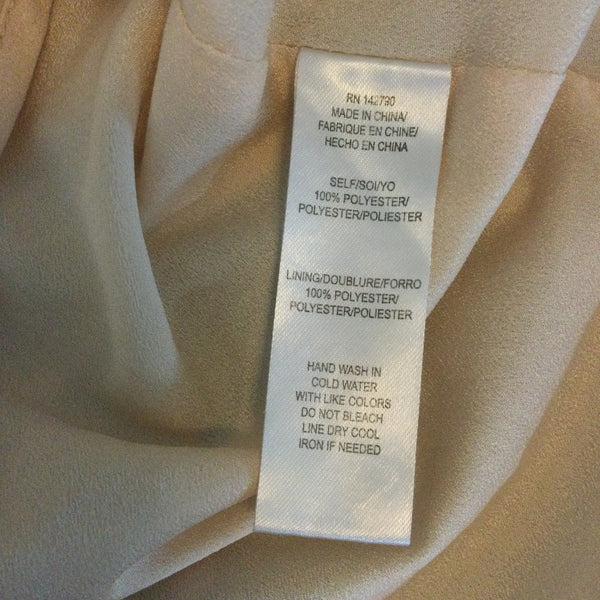 RN 142790
MADE IN CHINA/
FABRIQUE EN CHINE/
HECHO EN CHINA
SELF/SOI/YO
100% POLYESTER/
POLYESTER/POLIESTER
LINING/DOUBLURE/FORRO
100% POLYESTER/
POLYESTER/POLIESTER
HAND WASH IN
COLD WATER
WITH LIKE COLORS
DO NOT BLEACH
LINE DRY COOL
IRON IF NEEDED